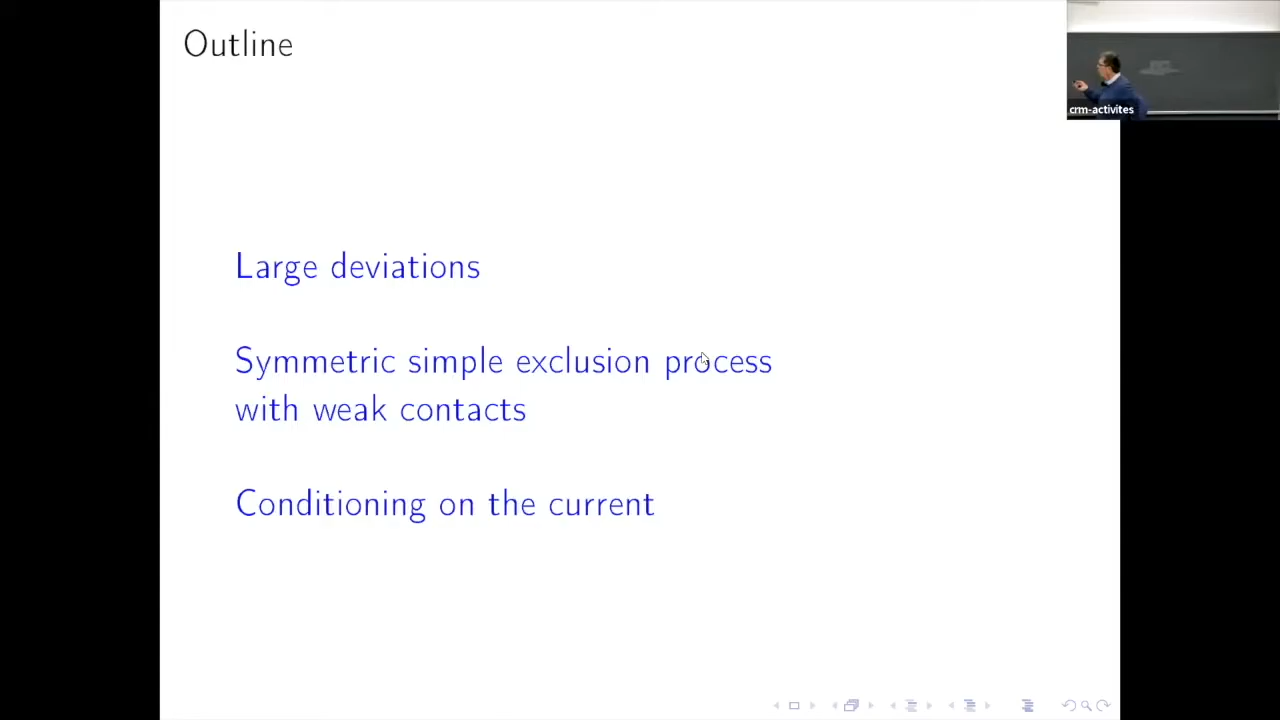 Outline
crm-activites
Large deviations
Symmetric simple exclusion process
with weak contacts
Conditioning on the current